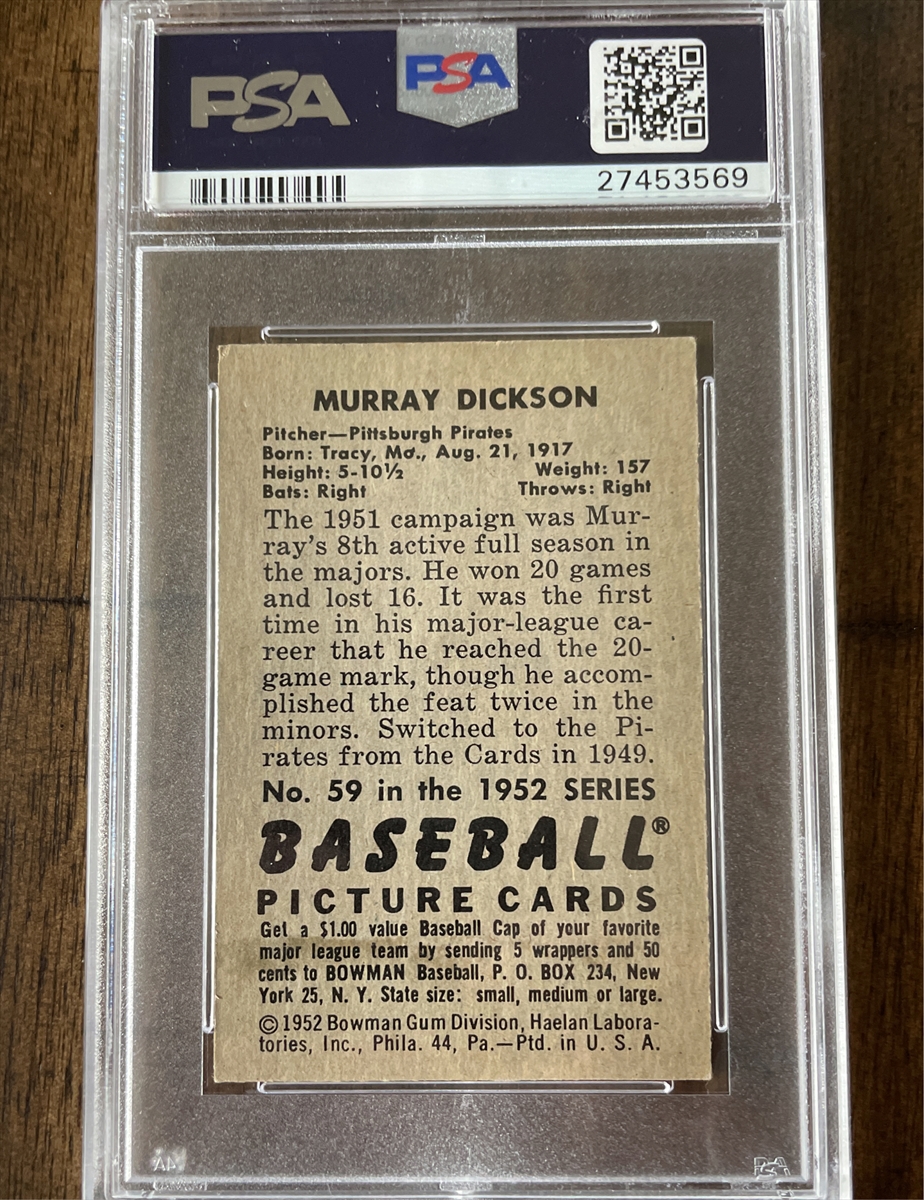 PSA PSA
27453569
MURRAY DICKSON
Pitcher—Pittsburgh Pirates
Born: Tracy, Mo., Aug. 21, 1917
Height: 5-10½ Weight: 157
Bats: Right Throws: Right
The 1951 campaign was Mur-
ray's 8th active full season in
the majors. He won 20 games
and lost 16. It was the first
time in his major-league ca-
reer that he reached the 20-
game mark, though he accom-
plished the feat twice in the
minors. Switched to the Pi-
rates from the Cards in 1949.
No. 59 in the 1952 SERIES
BASEBALL®
PICTURE CARDS
Get a $1.00 value Baseball Cap of your favorite
major league team by sending 5 wrappers and 50
cents to BOWMAN Baseball, P. O. BOX 234, New
York 25, N. Y. State size: small, medium or large.
© 1952 Bowman Gum Division, Haelan Labora-
tories, Inc., Phila. 44, Pa.—Ptd. in U. S. A.
PSA